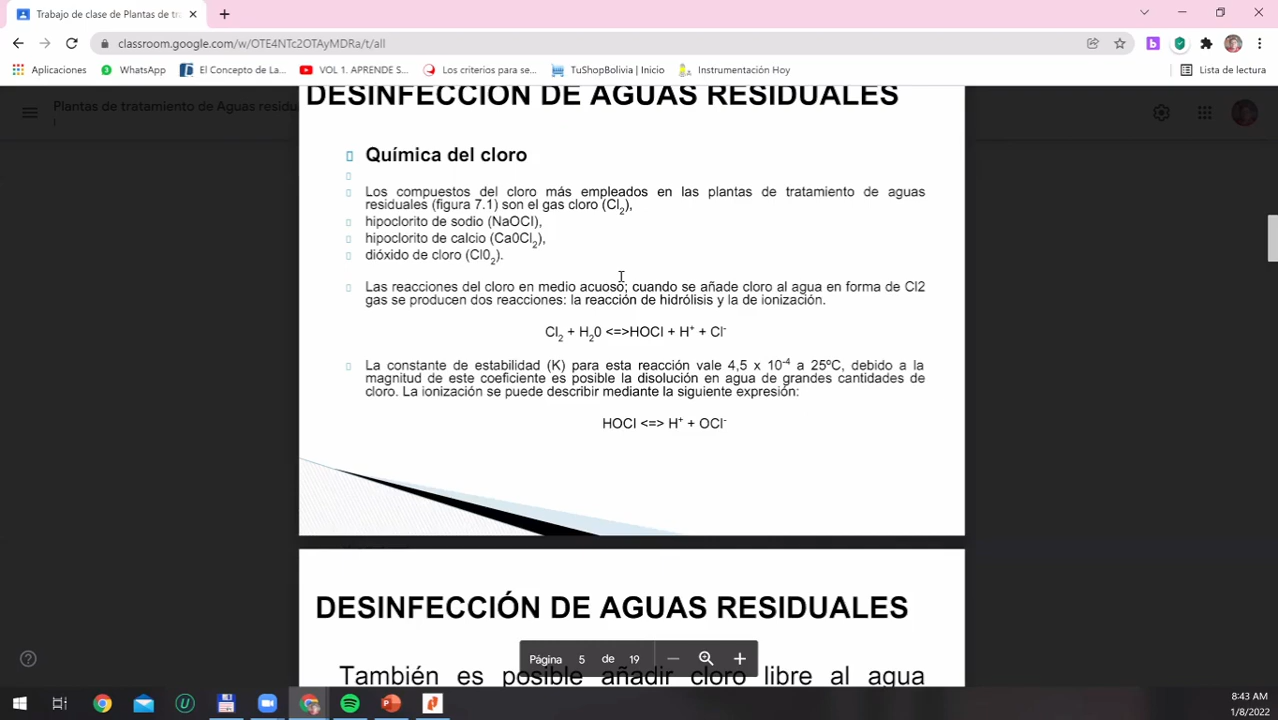 Trabajo de clase de Plantas de tr
classroom.google.com/w/OTE4NTc2OTAyMDRa/t/all
Aplicaciones
WhatsApp
El Concepto de La...
VOL 1. APRENDE S...
Los criterios para se...
TuShopBolivia | Inicio
Instrumentación Hoy
Lista de lectura
Plantas de tratamiento de Aguas residu
I
DESINFECCIÓN DE AGUAS RESIDUALES
Química del cloro
Los compuestos del cloro más empleados en las plantas de tratamiento de aguas
residuales (figura 7.1) son el gas cloro (Cl2),
hipoclorito de sodio (NaOCl),
hipoclorito de calcio (Ca0Cl2),
dióxido de cloro (Cl02).
Las reacciones del cloro en medio acuoso; cuando se añade cloro al agua en forma de Cl2
gas se producen dos reacciones: la reacción de hidrólisis y la de ionización.
Cl2 + H20 <=>HOCl + H+ + Cl-
La constante de estabilidad (K) para esta reacción vale 4,5 x 10-4 a 25ºC, debido a la
magnitud de este coeficiente es posible la disolución en agua de grandes cantidades de
cloro. La ionización se puede describir mediante la siguiente expresión:
HOCl <=> H+ + OCl-
DESINFECCIÓN DE AGUAS RESIDUALES
También es posible añadir cloro libre al agua
Página 5 de 19
8:43 AM
1/8/2022